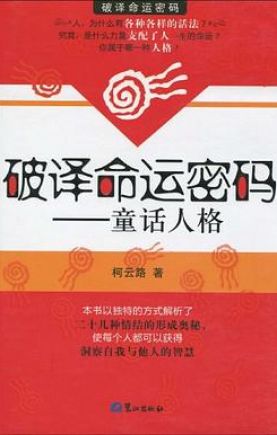 破译命运密码
人，为什么有各种各样的活法？
究竟，是什么力量支配了人一生的命运？
你属于哪一种人格？
破译命运密码
——童话人格
柯云路 著
本书以独特的方式解析了
二十几种情结的形成奥秘，
使每个人都可以获得
洞察自我与他人的智慧